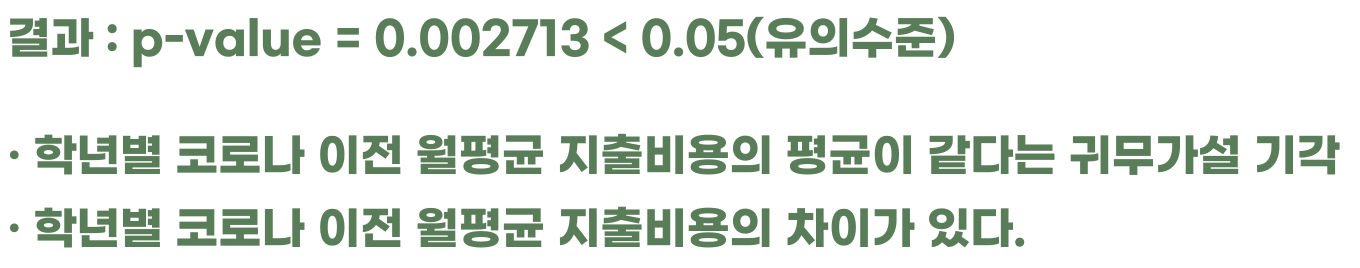 결과 : p-value = 0.002713 < 0.05(유의수준)
· 학년별 코로나 이전 월평균 지출비용의 평균이 같다는 귀무가설 기각
· 학년별 코로나 이전 월평균 지출비용의 차이가 있다.